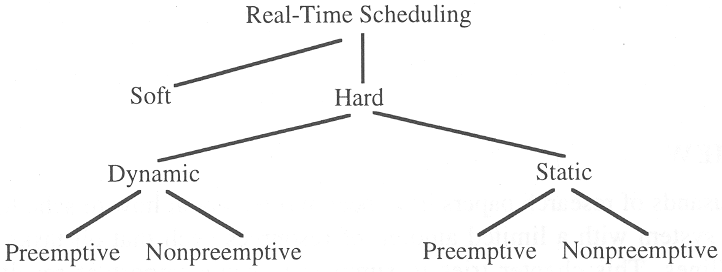 Real-Time Scheduling
Soft
Hard
Dynamic
Static
Preemptive
Nonpreemptive
Preemptive
Nonpreemptive